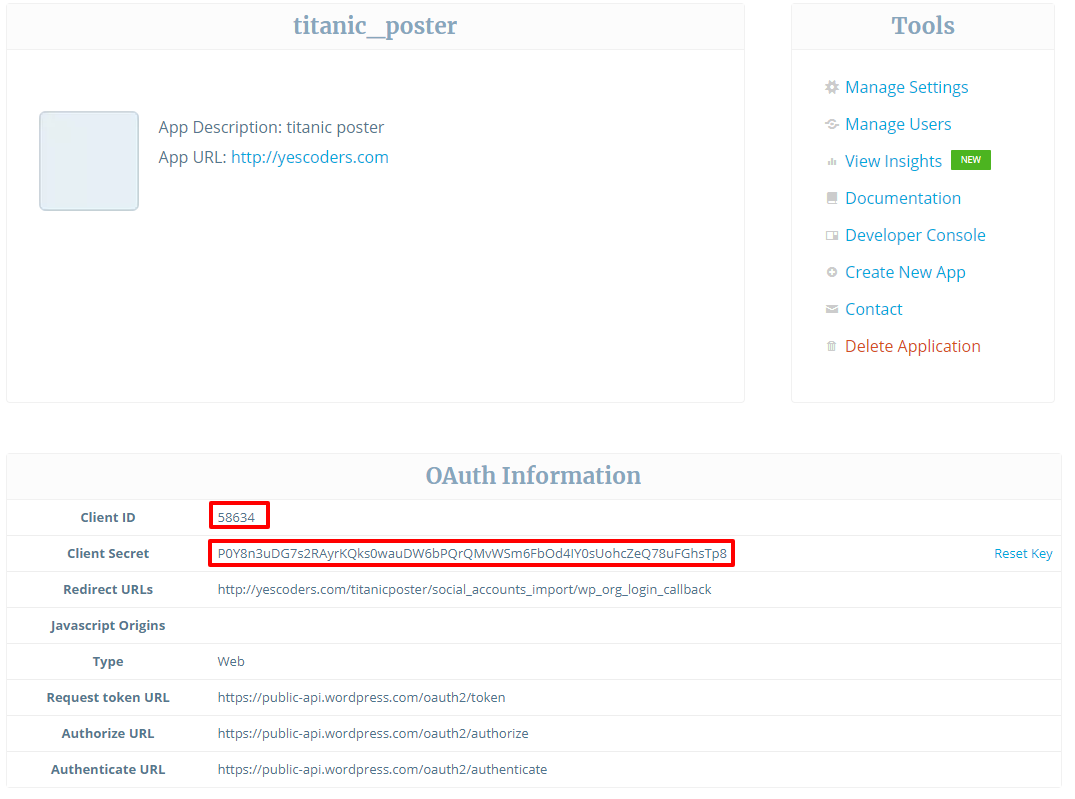 titanic_poster
App Description: titanic poster
App URL: http://yescoders.com
Tools
Manage Settings
Manage Users
View Insights NEW
Documentation
Developer Console
Create New App
Contact
Delete Application
OAuth Information
Client ID 58634
Client Secret P0Y8n3uDG7s2RAyrKQks0wauDW6bPQrQMvWSm6FbOd4IY0sUohcZeQ78uFGhsTp8 Reset Key
Redirect URLs http://yescoders.com/titanicposter/social_accounts_import/wp_org_login_callback
Javascript Origins
Type Web
Request token URL https://public-api.wordpress.com/oauth2/token
Authorize URL https://public-api.wordpress.com/oauth2/authorize
Authenticate URL https://public-api.wordpress.com/oauth2/authenticate